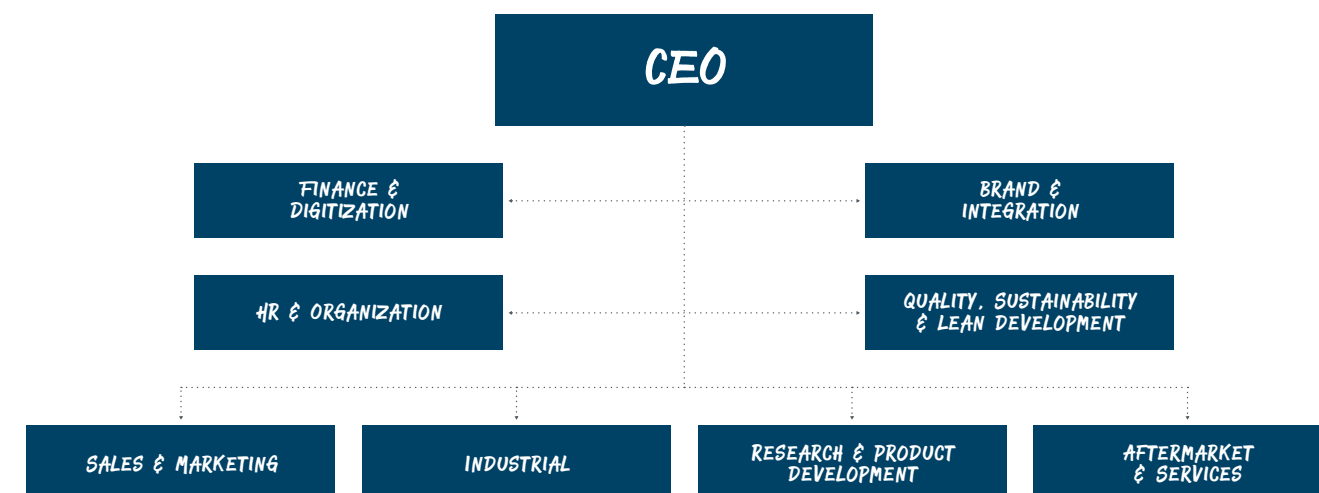 CEO
FINANCE &
DIGITIZATION
BRAND &
INTEGRATION
HR & ORGANIZATION
QUALITY, SUSTAINABILITY
& LEAN DEVELOPMENT
SALES & MARKETING
INDUSTRIAL
RESEARCH & PRODUCT
DEVELOPMENT
AFTERMARKET
& SERVICES